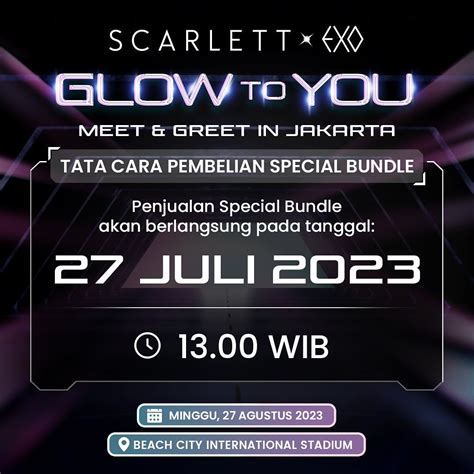 SCARLETT × EXO
GLOW TO YOU
MEET & GREET IN JAKARTA
TATA CARA PEMBELIAN SPECIAL BUNDLE
Penjualan Special Bundle
akan berlangsung pada tanggal:
27 JULI 2023
13.00 WIB
MINGGU, 27 AGUSTUS 2023
BEACH CITY INTERNATIONAL STADIUM